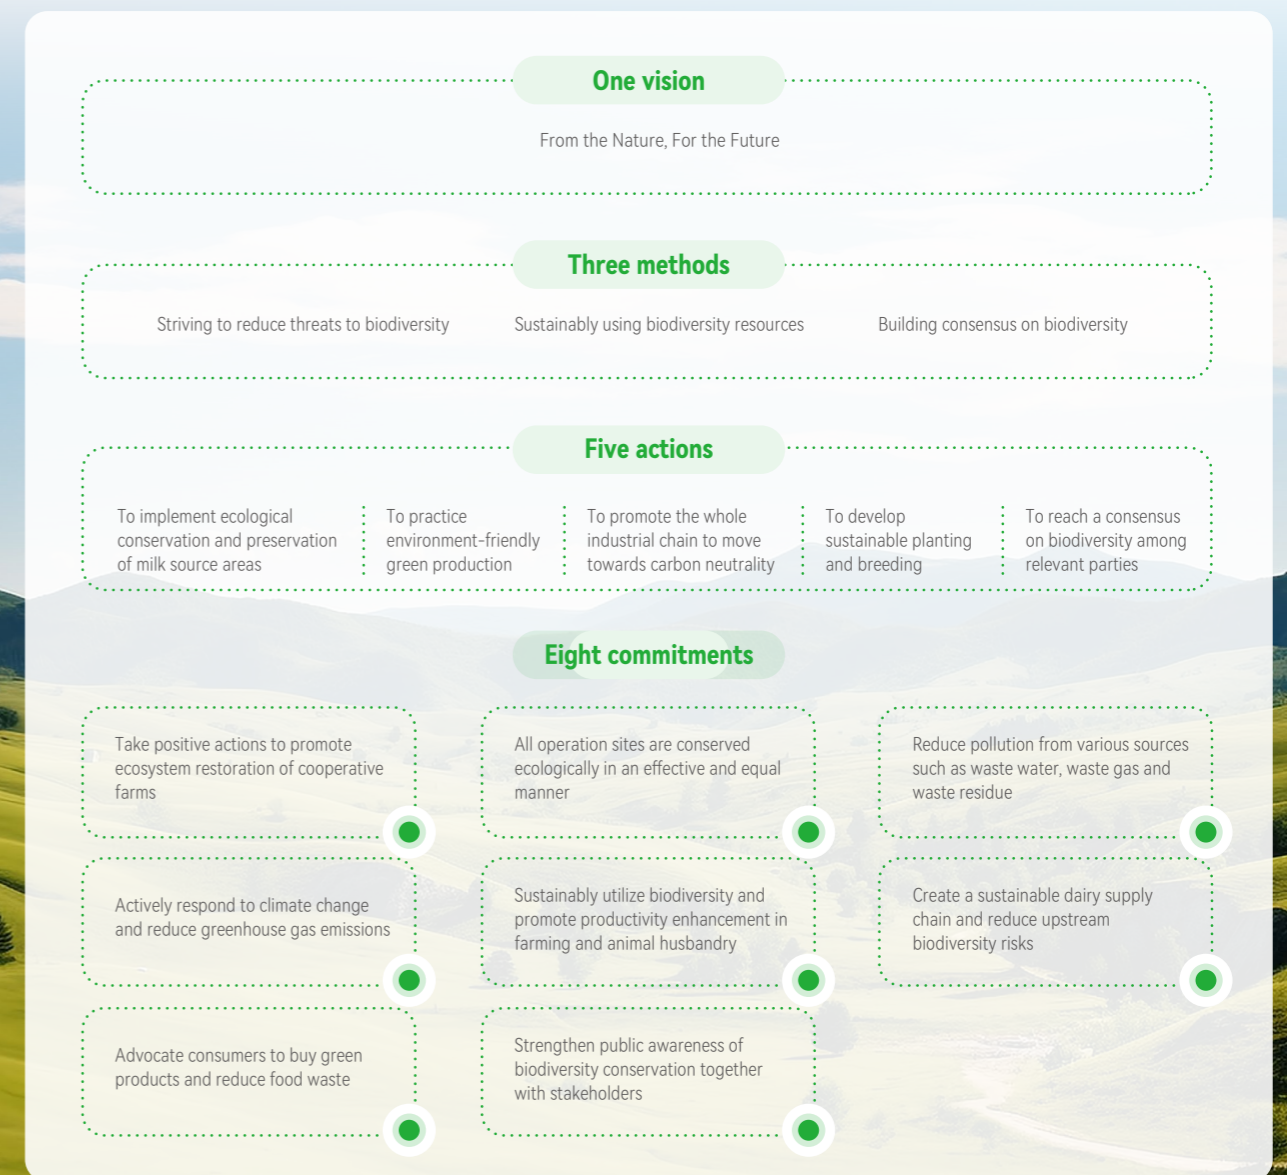 One vision
From the Nature, For the Future
Three methods
Striving to reduce threats to biodiversity
Sustainably using biodiversity resources
Building consensus on biodiversity
Five actions
To implement ecological
conservation and preservation
of milk source areas
To practice
environment-friendly
green production
To promote the whole
industrial chain to move
towards carbon neutrality
To develop
sustainable planting
and breeding
To reach a consensus
on biodiversity among
relevant parties
Eight commitments
Take positive actions to promote
ecosystem restoration of cooperative
farms
All operation sites are conserved
ecologically in an effective and equal
manner
Reduce pollution from various sources
such as waste water, waste gas and
waste residue
Actively respond to climate change
and reduce greenhouse gas emissions
Sustainably utilize biodiversity and
promote productivity enhancement in
farming and animal husbandry
Create a sustainable dairy supply
chain and reduce upstream
biodiversity risks
Advocate consumers to buy green
products and reduce food waste
Strengthen public awareness of
biodiversity conservation together
with stakeholders